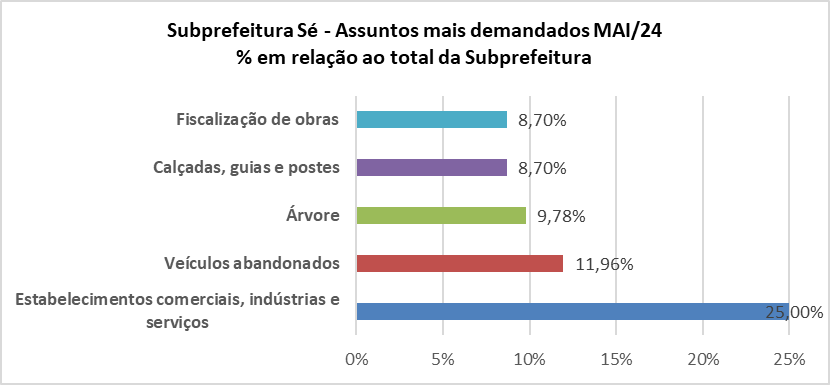 Subprefeitura Sé - Assuntos mais demandados MAI/24
% em relação ao total da Subprefeitura
Fiscalização de obras
8,70%
Calçadas, guias e postes
8,70%
Árvore
9,78%
Veículos abandonados
11,96%
Estabelecimentos comerciais, indústrias e
serviços
25,00%
0%
5%
10%
15%
20%
25%